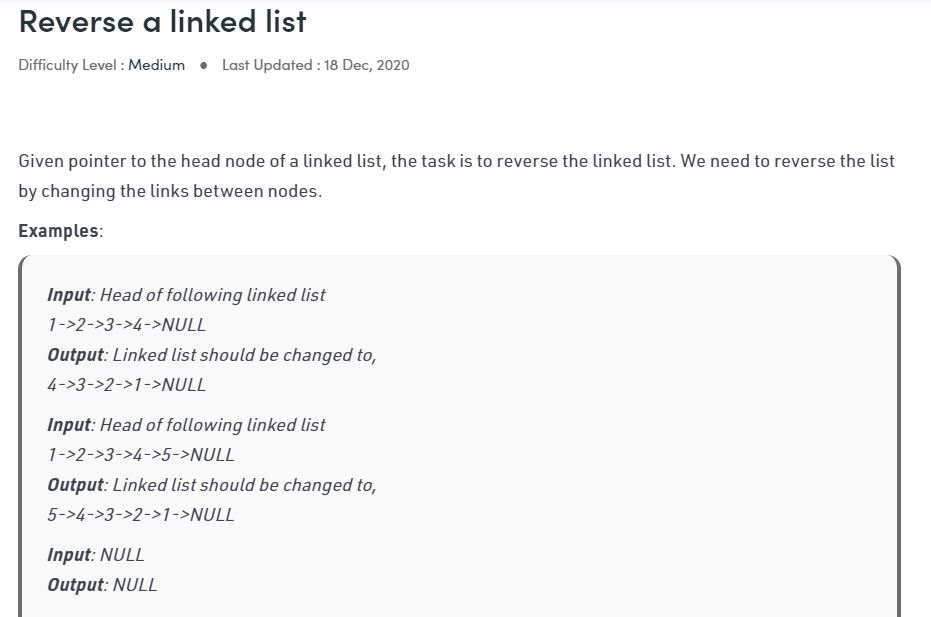 Reverse a linked list
Difficulty Level : Medium ● Last Updated : 18 Dec, 2020
Given pointer to the head node of a linked list, the task is to reverse the linked list. We need to reverse the list
by changing the links between nodes.
Examples:
Input: Head of following linked list
1->2->3->4->NULL
Output: Linked list should be changed to,
4->3->2->1->NULL
Input: Head of following linked list
1->2->3->4->5->NULL
Output: Linked list should be changed to,
5->4->3->2->1->NULL
Input: NULL
Output: NULL